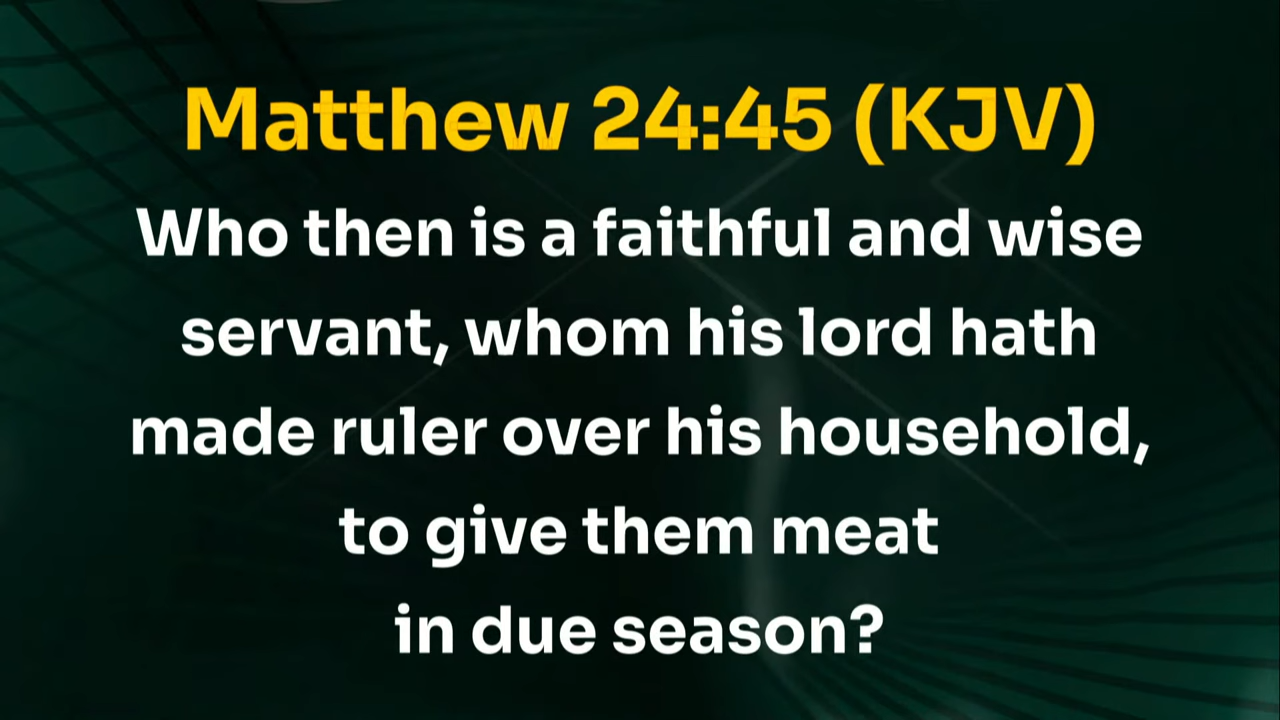 Matthew 24:45 (KJV)
Who then is a faithful and wise
servant, whom his lord hath
made ruler over his household,
to give them meat
in due season?